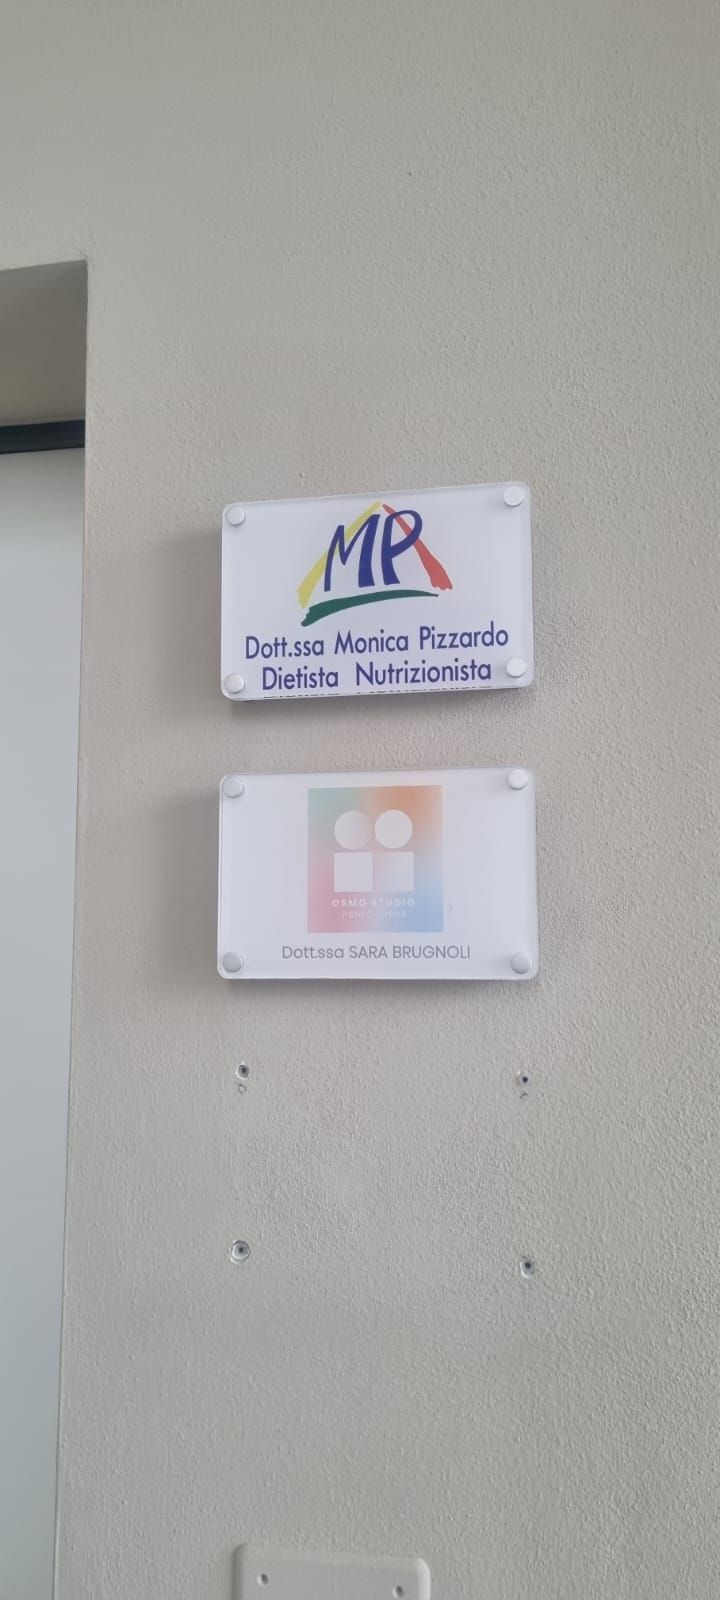 MP
Dott.ssa Monica Pizzardo
Dietista Nutrizionista
OSMO STUDIO
PSICOLOGIA
Dott.ssa SARA BRUGNOLI